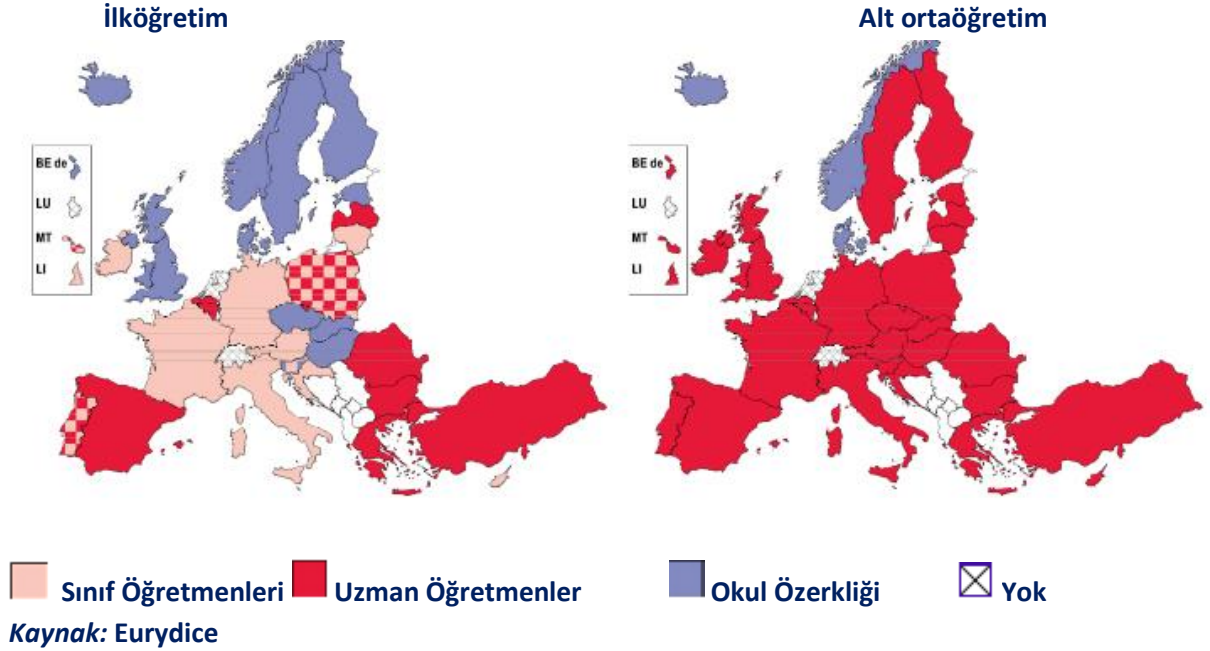 İlköğretim
Alt ortaöğretim
BE de
LU
MT
LI
BE de
LU
MT
LI
Sınıf Öğretmenleri
Uzman Öğretmenler
Okul Özerkliği
Yok
Kaynak: Eurydice